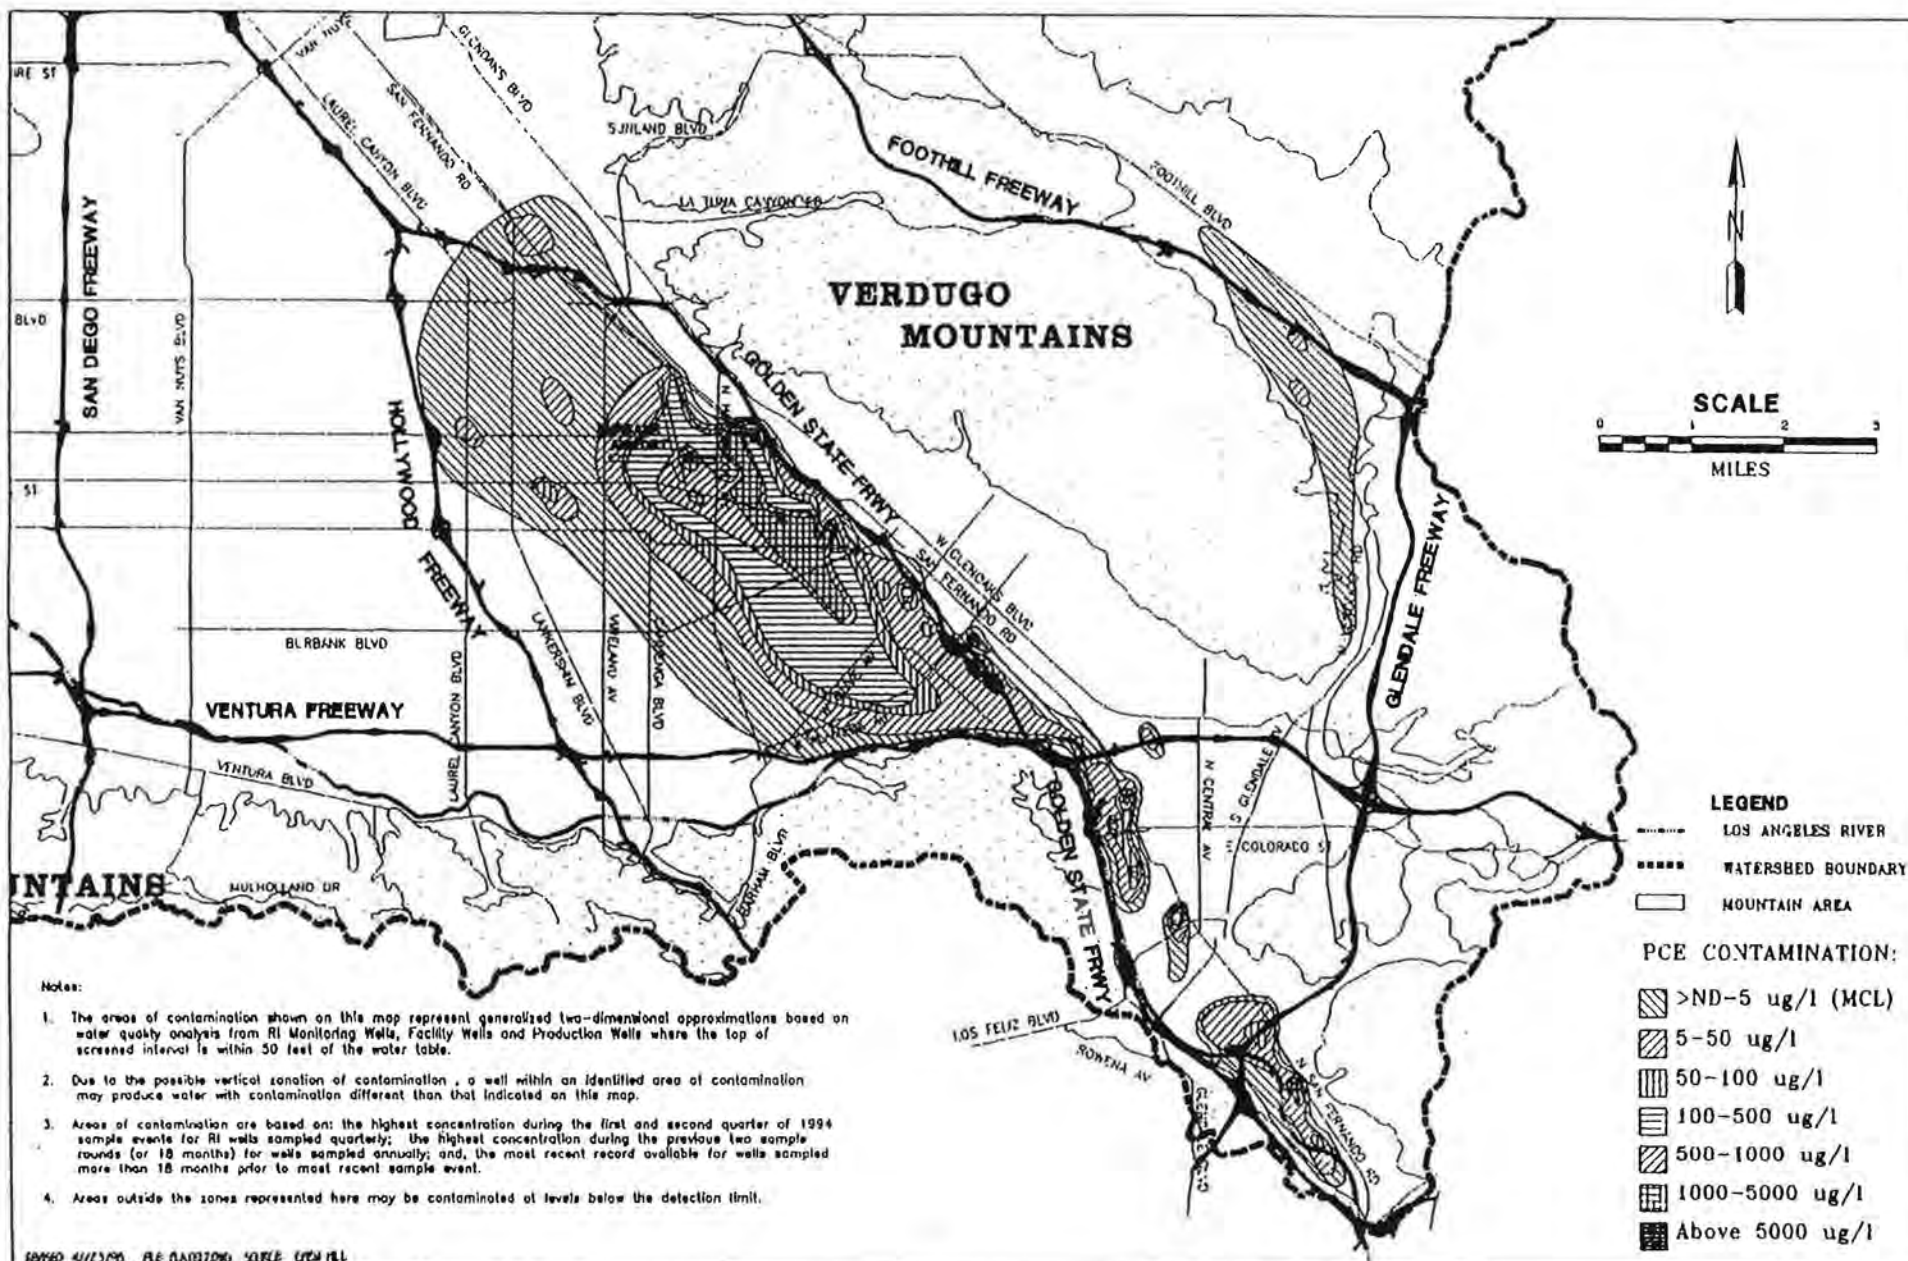 VAN NUYS
GLENOAKS BLVD
SAN FERNANDO RD
LAUREL CANYON BLVD
SUNLAND BLVD
FOOTHILL FREEWAY
FOOTHILL BLVD
LA TUNA CANYON RD
SAN DIEGO FREEWAY
BLVD
VAN NUYS BLVD
VERDUGO
MOUNTAINS
N
GOLDEN STATE FRWY
SCALE
0 1 2 3
MILES
HOLLYWOOD
FREEWAY
ST
W GLENOAKS BLVD
SAN FERNANDO RD
GLENDALE FREEWAY
BURBANK BLVD
LAUREL CANYON BLVD
LANKERSHIM BLVD
VINELAND AV
CAHUENGA BLVD
VENTURA FREEWAY
VENTURA BLVD
N CENTRAL AV
S GLENDALE AV
E COLORADO ST
GOLDEN STATE FRWY
BARHAM BLVD
MULHOLLAND DR
NTAINS
LOS FELIZ BLVD
ROWENA AV
N SAN FERNANDO RD
LEGEND
LOS ANGELES RIVER
WATERSHED BOUNDARY
MOUNTAIN AREA
PCE CONTAMINATION:
>ND-5 ug/l (MCL)
5-50 ug/l
50-100 ug/l
100-500 ug/l
500-1000 ug/l
1000-5000 ug/l
Above 5000 ug/l
Notes:
1. The areas of contamination shown on this map represent generalized two-dimensional approximations based on
water quality analysis from RI Monitoring Wells, Facility Wells and Production Wells where the top of
screened interval is within 50 feet of the water table.
2. Due to the possible vertical zonation of contamination , a well within an identified area of contamination
may produce water with contamination different than that indicated on this map.
3. Areas of contamination are based on: the highest concentration during the first and second quarter of 1994
sample events for RI wells sampled quarterly; the highest concentration during the previous two sample
rounds (or 18 months) for wells sampled annually; and, the most recent record available for wells sampled
more than 18 months prior to most recent sample event.
4. Areas outside the zones represented here may be contaminated at levels below the detection limit.